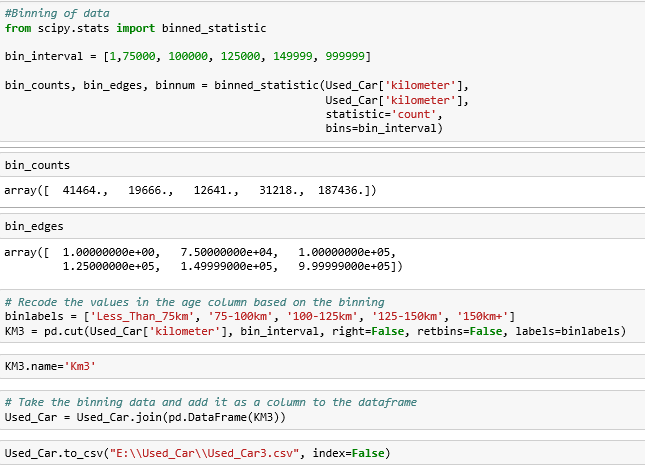 #Binning of data
from scipy.stats import binned_statistic
bin_interval = [1,75000, 100000, 125000, 149999, 999999]
bin_counts, bin_edges, binnum = binned_statistic(Used_Car['kilometer'],
Used_Car['kilometer'],
statistic='count',
bins=bin_interval)
bin_counts
array([  41464.,   19666.,   12641.,   31218.,  187436.])
bin_edges
array([  1.00000000e+00,   7.50000000e+04,   1.00000000e+05,
1.25000000e+05,   1.49999000e+05,   9.99999000e+05])
# Recode the values in the age column based on the binning
binlabels = ['Less_Than_75km', '75-100km', '100-125km', '125-150km', '150km+']
KM3 = pd.cut(Used_Car['kilometer'], bin_interval, right=False, retbins=False, labels=binlabels)
KM3.name='Km3'
# Take the binning data and add it as a column to the dataframe
Used_Car = Used_Car.join(pd.DataFrame(KM3))
Used_Car.to_csv("E:\\Used_Car\\Used_Car3.csv", index=False)